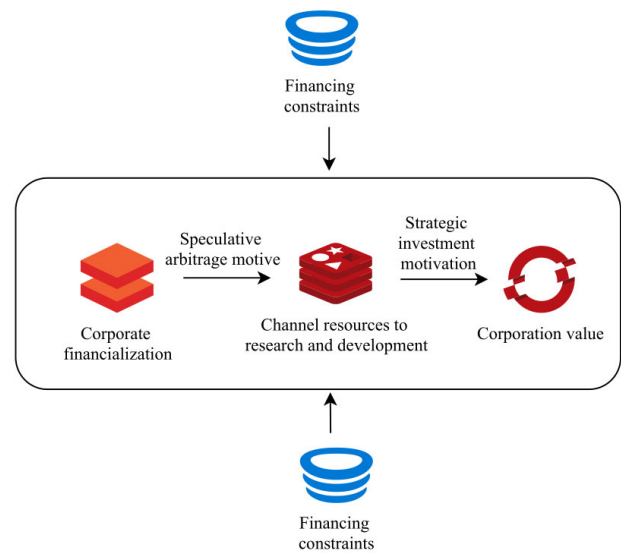 Financing
constraints
Speculative
arbitrage motive
Strategic
investment
motivation
Corporate
financialization
Channel resources to
research and development
Corporation value
Financing
constraints